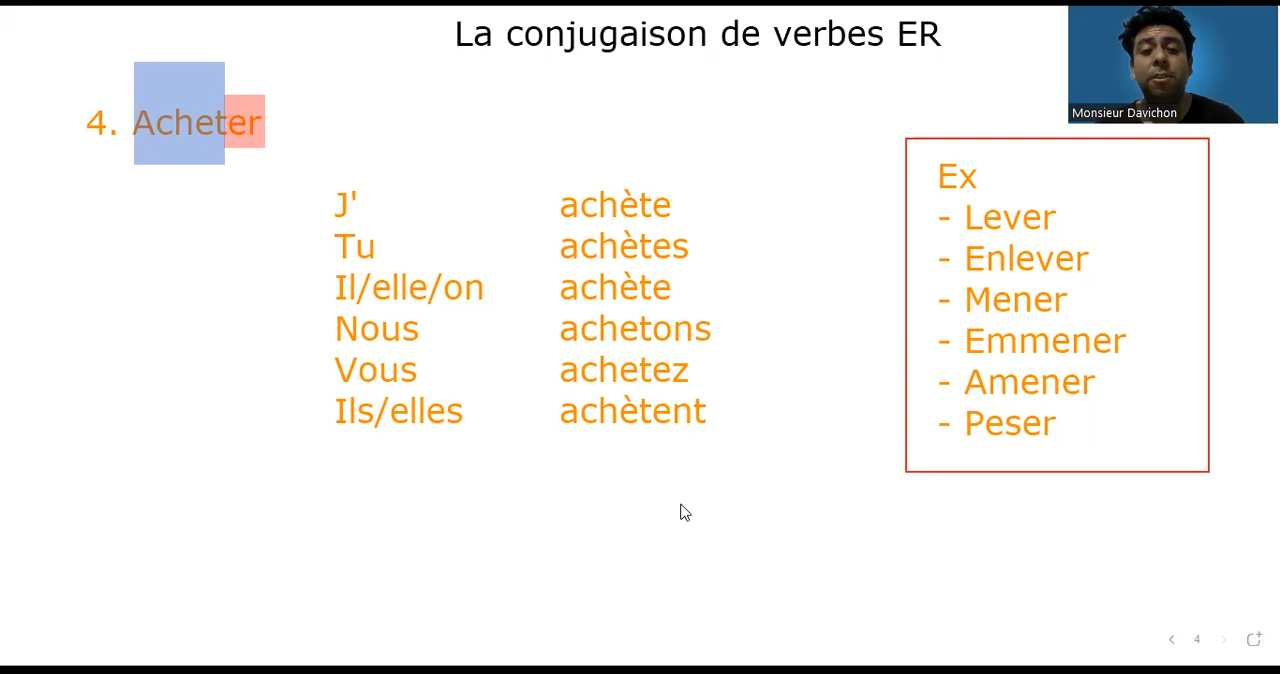 La conjugaison de verbes ER
Monsieur Davichon
4. Acheter
J' achète
Tu achètes
Il/elle/on achète
Nous achetons
Vous achetez
Ils/elles achètent
Ex
- Lever
- Enlever
- Mener
- Emmener
- Amener
- Peser
4